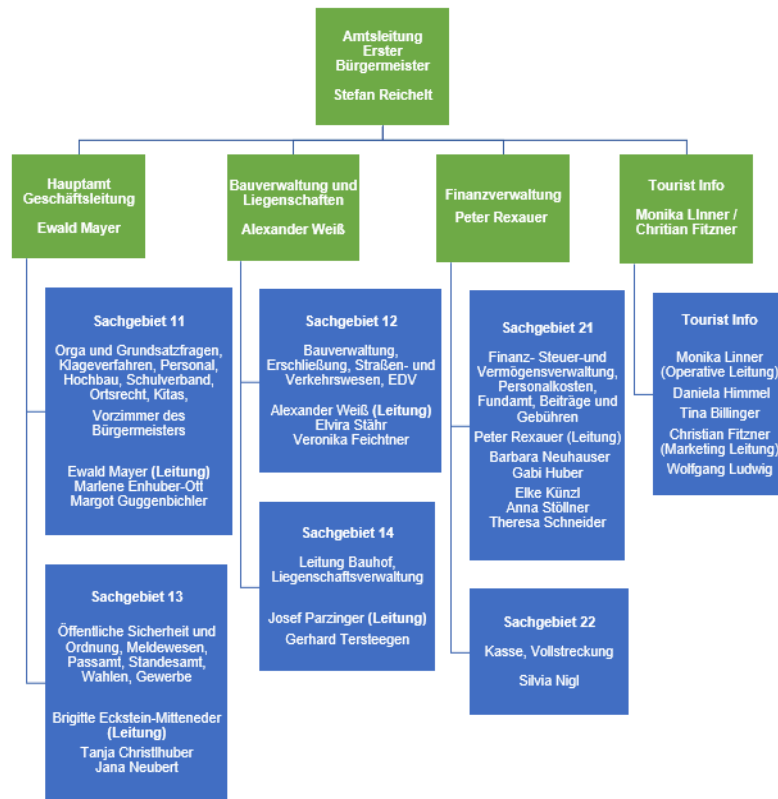 Amtsleitung
Erster
Bürgermeister
Stefan Reichelt
Hauptamt
Geschäftsleitung
Ewald Mayer
Bauverwaltung und
Liegenschaften
Alexander Weiß
Finanzverwaltung
Peter Rexauer
Tourist Info
Monika LInner /
Chritian Fitzner
Sachgebiet 11
Orga und Grundsatzfragen,
Klageverfahren, Personal,
Hochbau, Schulverband,
Ortsrecht, Kitas,
Vorzimmer des
Bürgermeisters
Ewald Mayer (Leitung)
Marlene Enhuber-Ott
Margot Guggenbichler
Sachgebiet 13
Öffentliche Sicherheit und
Ordnung, Meldewesen,
Passamt, Standesamt,
Wahlen, Gewerbe
Brigitte Eckstein-Mitteneder
(Leitung)
Tanja Christlhuber
Jana Neubert
Sachgebiet 12
Bauverwaltung,
Erschließung, Straßen- und
Verkehrswesen, EDV
Alexander Weiß (Leitung)
Elvira Stähr
Veronika Feichtner
Sachgebiet 14
Leitung Bauhof,
Liegenschaftsverwaltung
Josef Parzinger (Leitung)
Gerhard Tersteegen
Sachgebiet 21
Finanz- Steuer-und
Vermögensverwaltung,
Personalkosten,
Fundamt, Beiträge und
Gebühren
Peter Rexauer (Leitung)
Barbara Neuhauser
Gabi Huber
Elke Künzl
Anna Stöllner
Theresa Schneider
Sachgebiet 22
Kasse, Vollstreckung
Silvia Nigl
Tourist Info
Monika Linner
(Operative Leitung)
Daniela Himmel
Tina Billinger
Christian Fitzner
(Marketing Leitung)
Wolfgang Ludwig